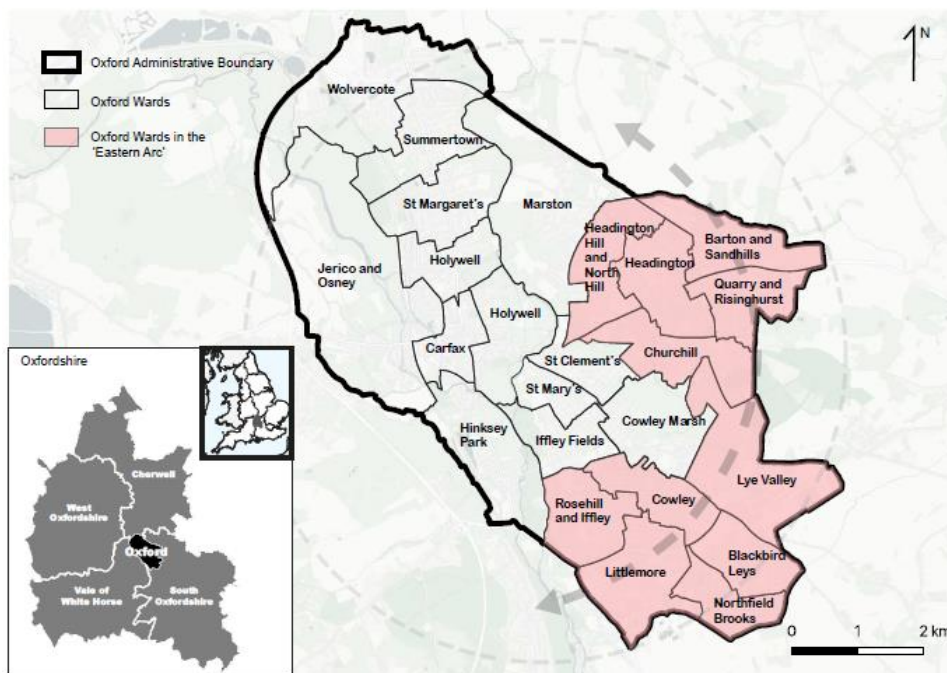 Oxford Administrative Boundary
Oxford Wards
Oxford Wards in the
'Eastern Arc'
N
Wolvercote
Summertown
St Margaret's
Marston
Headington
Hill
and
North
Hill
Headington
Barton and
Sandhills
Quarry and
Risinghurst
Jerico and
Osney
Holywell
Holywell
Carfax
St Clement's
Churchill
St Mary's
Hinksey
Park
Iffley Fields
Cowley Marsh
Lye Valley
Rosehill
and Iffley
Cowley
Littlemore
Blackbird
Leys
Northfield
Brooks
0 1 2 km
Oxfordshire
Cherwell
West
Oxfordshire
Oxford
Vale of
White Horse
South
Oxfordshire